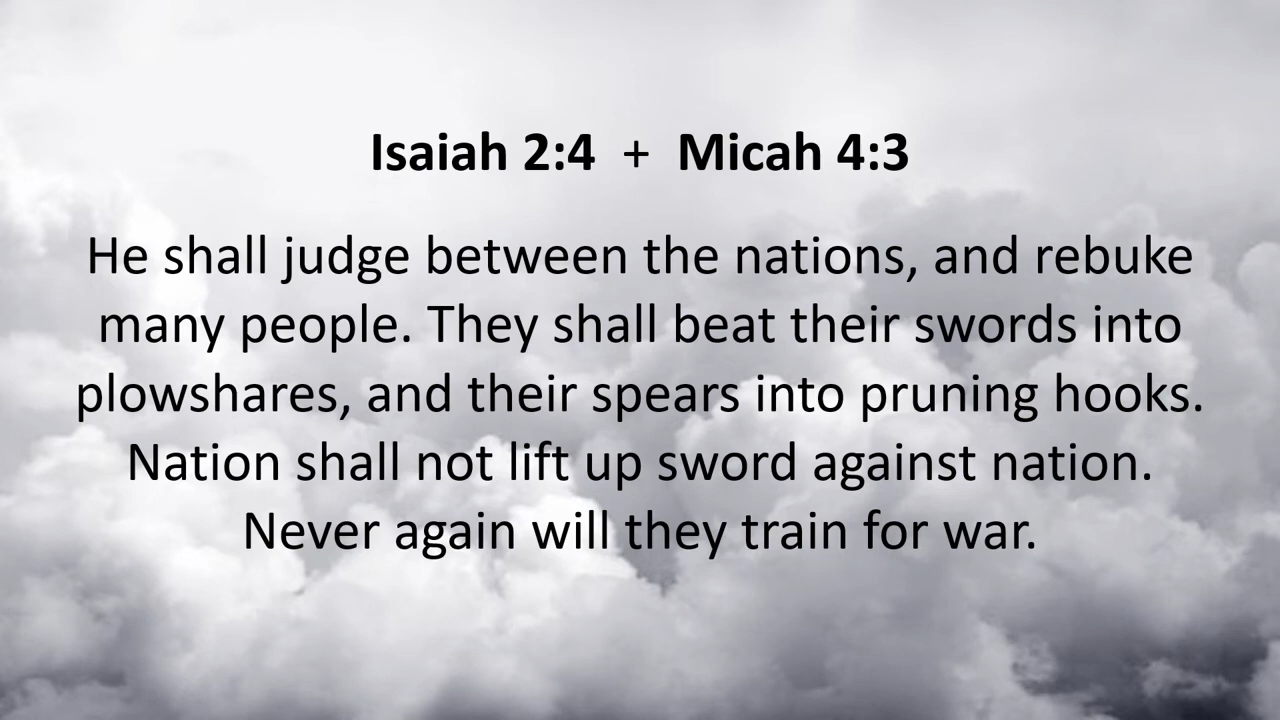 Isaiah 2:4 + Micah 4:3
He shall judge between the nations, and rebuke
many people. They shall beat their swords into
plowshares, and their spears into pruning hooks.
Nation shall not lift up sword against nation.
Never again will they train for war.